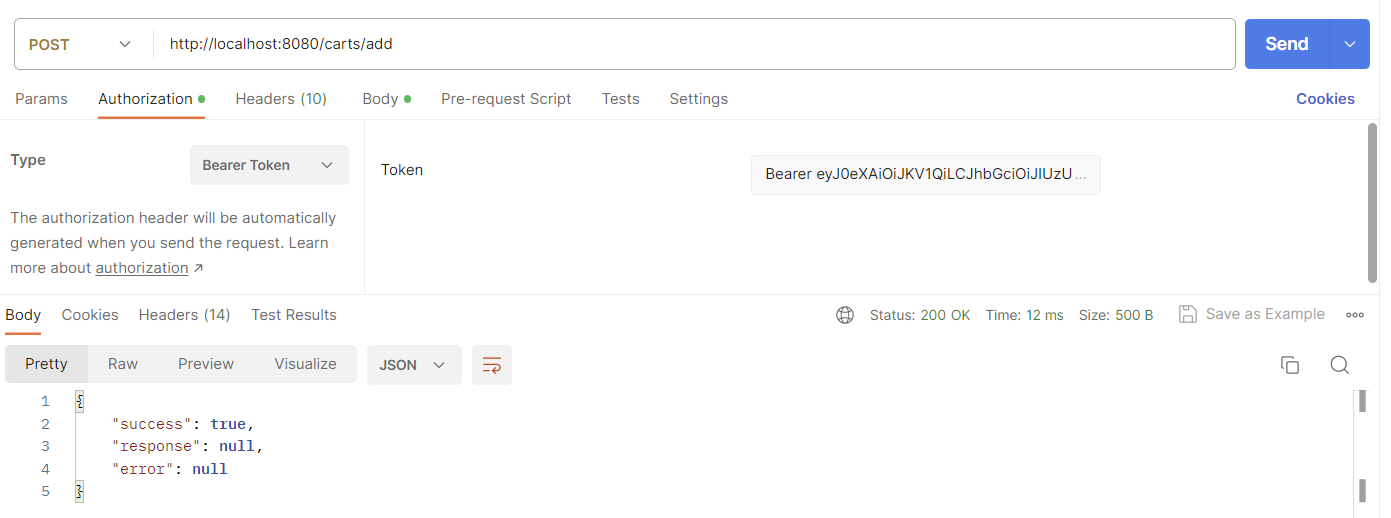 POST http://localhost:8080/carts/add Send
Params Authorization Headers (10) Body Pre-request Script Tests Settings Cookies
Type Bearer Token
Token Bearer eyJ0eXAiOiJKV1QiLCJhbGciOiJIUzU...
The authorization header will be automatically
generated when you send the request. Learn
more about authorization ↗
Body Cookies Headers (14) Test Results Status: 200 OK Time: 12 ms Size: 500 B Save as Example
Pretty Raw Preview Visualize JSON
1 {
2 "success": true,
3 "response": null,
4 "error": null
5 }